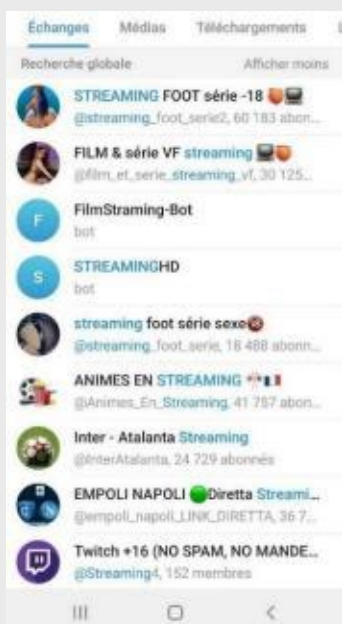 Échanges Médias Téléchargements L
Recherche globale Afficher moins
STREAMING FOOT série -18
@streaming_foot_serie2, 60 183 abon...
FILM & série VF streaming
@film_et_serie_streaming_vf, 30 125...
F
FilmStraming-Bot
bot
S
STREAMINGHD
bot
streaming foot série sexe
@streaming_foot_serie, 18 488 abonn...
ANIMES EN STREAMING
@Animes_En_Streaming, 41 757 abon...
Inter - Atalanta Streaming
@InterAtalanta, 24 729 abonnés
EMPOLI NAPOLI Diretta Streami...
@empoli_napoli_LINK_DIRETTA, 36 7...
Twitch +16 (NO SPAM, NO MANDE...
@Streaming4, 152 membres